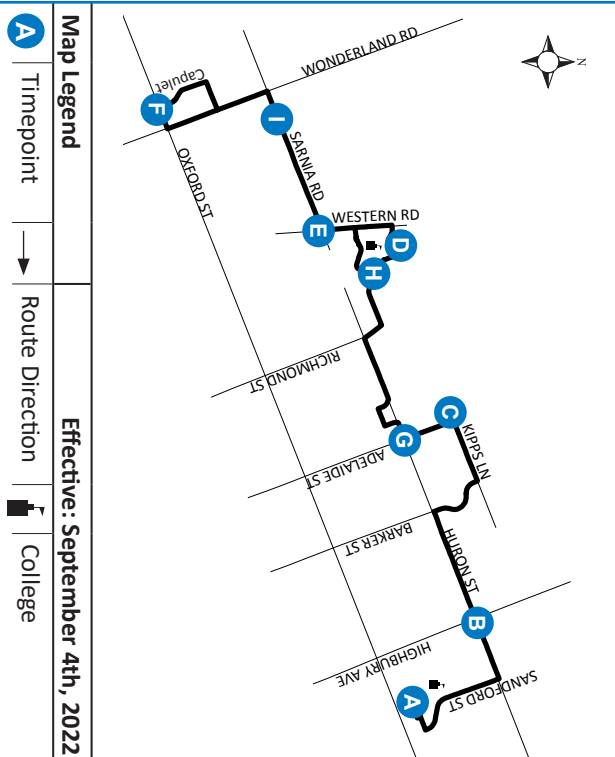 N
WONDERLAND RD
Capulet
F
I
SARNIA RD
OXFORD ST
WESTERN RD
E
D
H
RICHMOND ST
C
KIPPS LN
G
ADELAIDE ST
BARKER ST
HURON ST
B
HIGHBURY AVE
SANDFORD ST
A
Map Legend
Effective: September 4th, 2022
A Timepoint
Route Direction
College